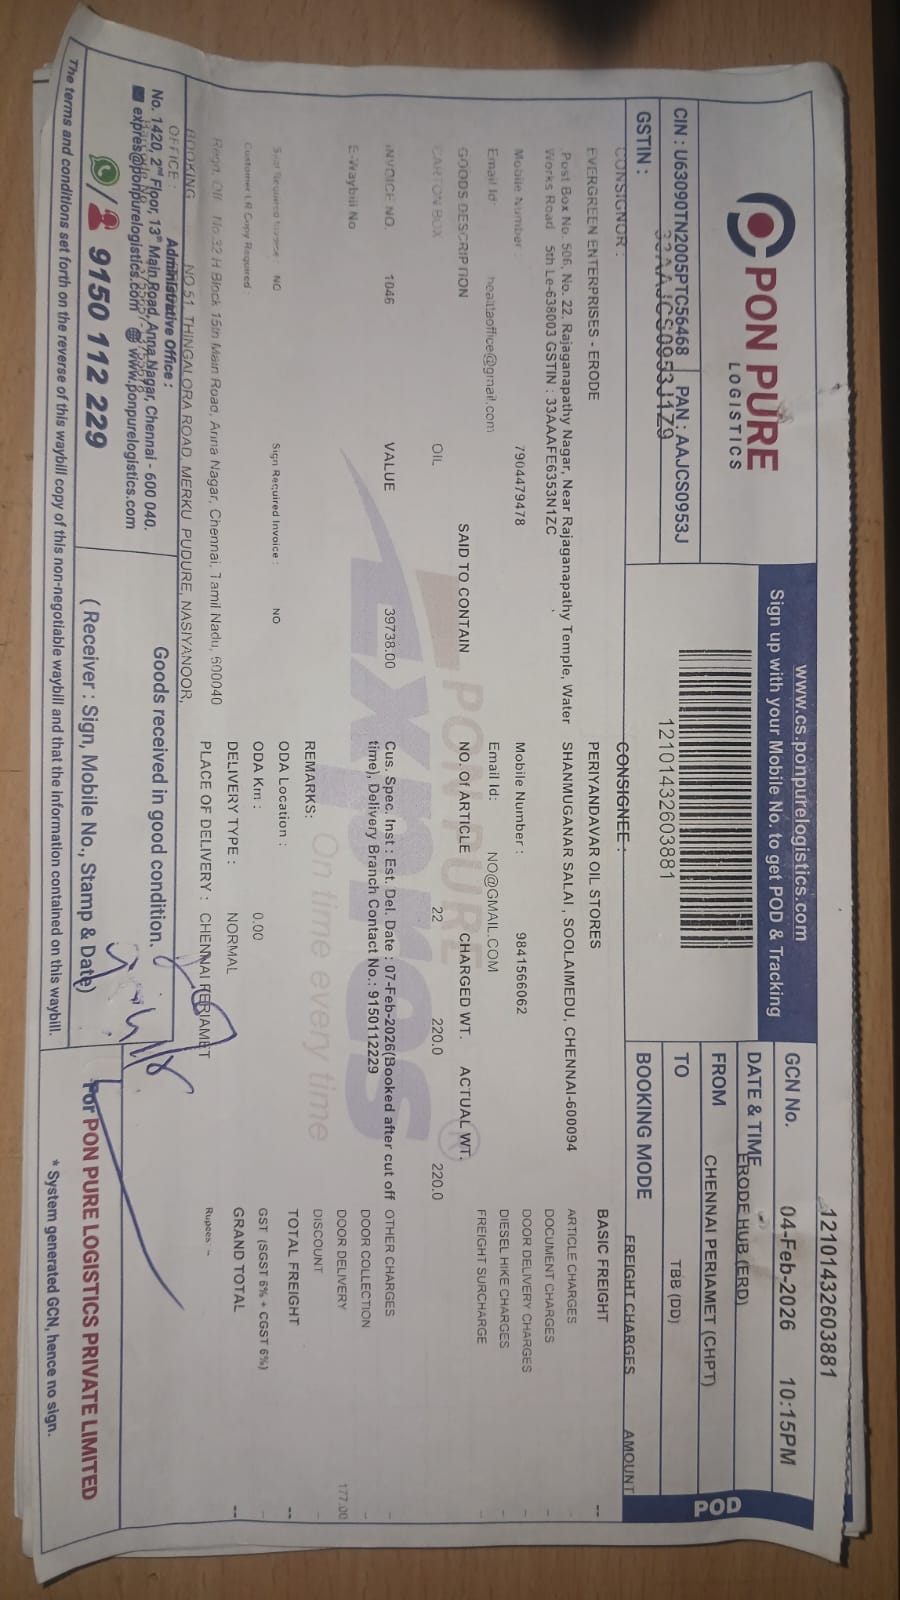 PON PURE
LOGISTICS
CIN : U63090TN2005PTC56468 PAN : AAJCS0953J
33AAJCS0953J1Z9
GSTIN :
www.cs.ponpurelogistics.com
Sign up with your Mobile No. to get POD & Tracking
12101432603881
12101432603881
GCN No. 04-Feb-2026 10:15PM
DATE & TIME
ERODE HUB (ERD)
FROM CHENNAI PERIAMET (CHPT)
TO TBB (DD)
BOOKING MODE
POD
FREIGHT CHARGES AMOUNT
CONSIGNOR :
EVERGREEN ENTERPRISES - ERODE
Post Box No. 506, No. 22, Rajaganapathy Nagar, Near Rajaganapathy Temple, Water
Works Road 5th Le-638003 GSTIN : 33AAAFE6353N1ZC
Mobile Number : 7904479478
Email Id:
CONSIGNEE :
PERIYANDAVAR OIL STORES
SHANMUGANAR SALAI , SOOLAIMEDU, CHENNAI-600094
Mobile Number : 9841566062
Email Id: NO@GMAIL.COM
GOODS DESCRIPTION SAID TO CONTAIN NO. Of ARTICLE CHARGED WT. ACTUAL WT.
CARTON BOX OIL 22 220.0 220.0
INVOICE NO. 1046 VALUE 39738.00
Cus. Spec. Inst : Est. Del. Date : 07-Feb-2026(Booked after cut off
time), Delivery Branch Contact No.: 9150112229
E-Waybill No
REMARKS:
Seal Required Invoice : NO Sign Required Invoice : NO
ODA Location :
Customer LR Copy Required :
ODA Km : 0.00
DELIVERY TYPE : NORMAL
PLACE OF DELIVERY : CHENNAI PERIAMET
Regn. Off No.32 H Block 15th Main Road, Anna Nagar, Chennai, Tamil Nadu, 600040
BOOKING OFFICE : NO.51, THINGALORA ROAD, MERKU PUDURE, NASIYANOOR,
BASIC FREIGHT --
ARTICLE CHARGES -
DOCUMENT CHARGES -
DOOR DELIVERY CHARGES -
DIESEL HIKE CHARGES -
FREIGHT SURCHARGE -
OTHER CHARGES -
DOOR COLLECTION -
DOOR DELIVERY 177.00
DISCOUNT -
TOTAL FREIGHT --
GST (SGST 6% + CGST 6%) -
GRAND TOTAL --
Rupees --
PON PURE
Expres
®
On time every time
Administrative Office :
No. 1420, 2nd Floor, 13th Main Road, Anna Nagar, Chennai - 600 040.
expres@ponpurelogistics.com www.ponpurelogistics.com
9150 112 229
Goods received in good condition.
( Receiver : Sign, Mobile No., Stamp & Date)
For PON PURE LOGISTICS PRIVATE LIMITED
* System generated GCN, hence no sign.
The terms and conditions set forth on the reverse of this waybill copy of this non-negotiable waybill and that the information contained on this waybill.